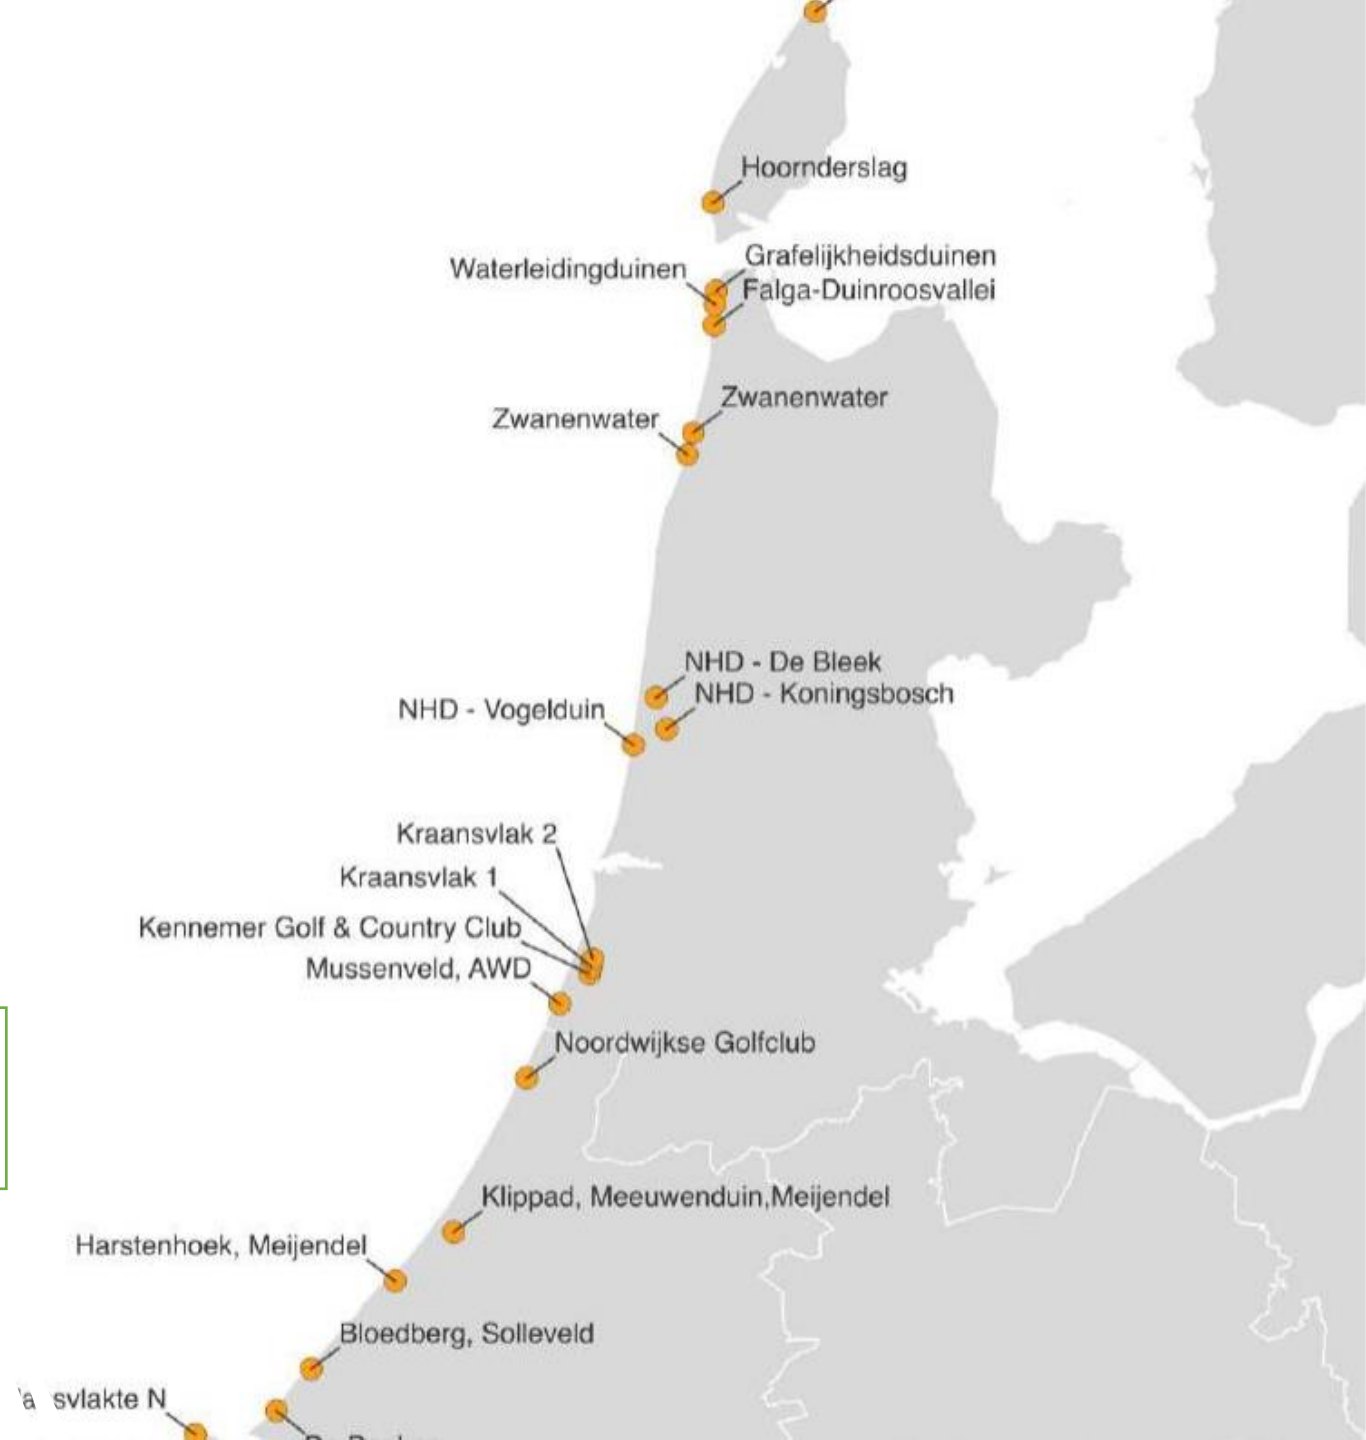 Hoornderslag
Grafelijkheidsduinen
Waterleidingduinen
Falga-Duinroosvallei
Zwanenwater
Zwanenwater
NHD - De Bleek
NHD - Koningsbosch
NHD - Vogelduin
Kraansvlak 2
Kraansvlak 1
Kennemer Golf & Country Club
Mussenveld, AWD
Noordwijkse Golfclub
Klippad, Meeuwenduin,Meijendel
Harstenhoek, Meijendel
Bloedberg, Solleveld
svlakte N